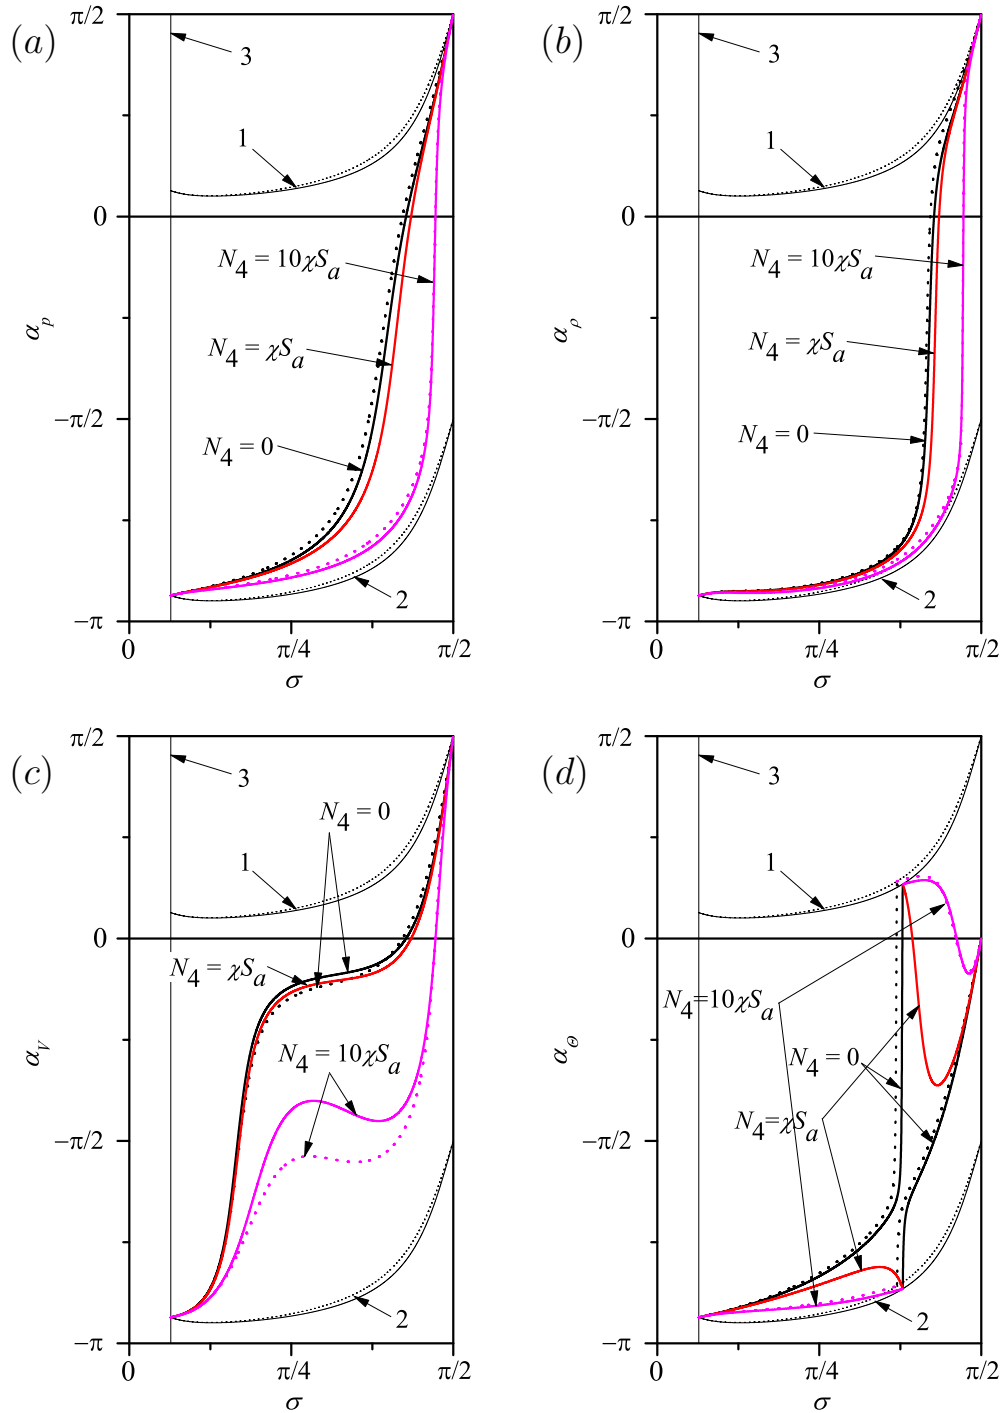 (a)
π/2
3
1
0
N₄ = 10χSₐ
αₚ
N₄ = χSₐ
−π/2
N₄ = 0
2
−π
0
π/4
π/2
σ
(b)
π/2
3
1
0
N₄ = 10χSₐ
α_ρ
N₄ = χSₐ
−π/2
N₄ = 0
2
−π
0
π/4
π/2
σ
(c)
π/2
3
N₄ = 0
1
0
N₄ = χSₐ
α_V
N₄ = 10χSₐ
−π/2
2
−π
0
π/4
π/2
σ
(d)
π/2
3
1
0
N₄=10χSₐ
α_Θ
N₄ = 0
N₄=χSₐ
−π/2
2
−π
0
π/4
π/2
σ